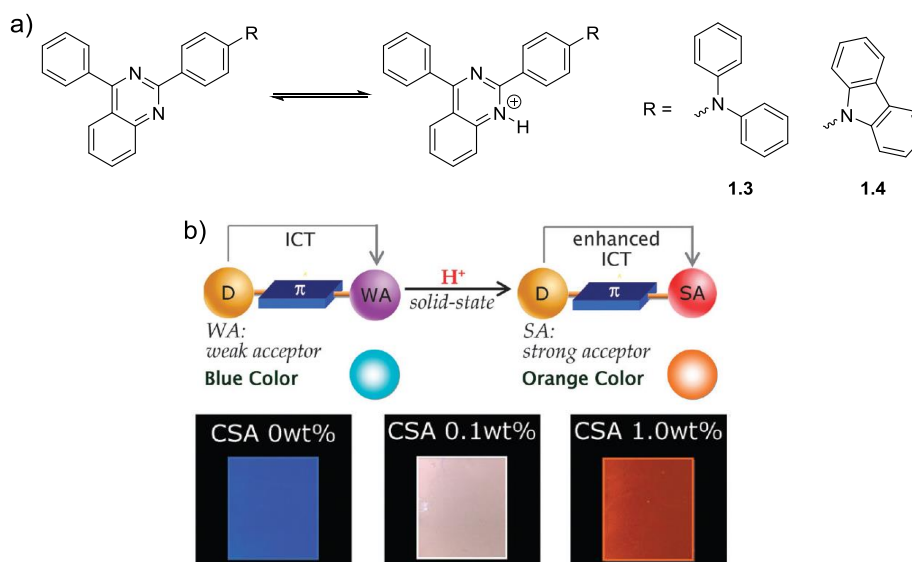 a)
R
N
N
R
N
N
⊕
H
R =
N
N
1.3
1.4
b)
ICT
D
π
WA
H+
solid-state
enhanced
ICT
D
π
SA
WA:
weak acceptor
Blue Color
SA:
strong acceptor
Orange Color
CSA 0wt%
CSA 0.1wt%
CSA 1.0wt%